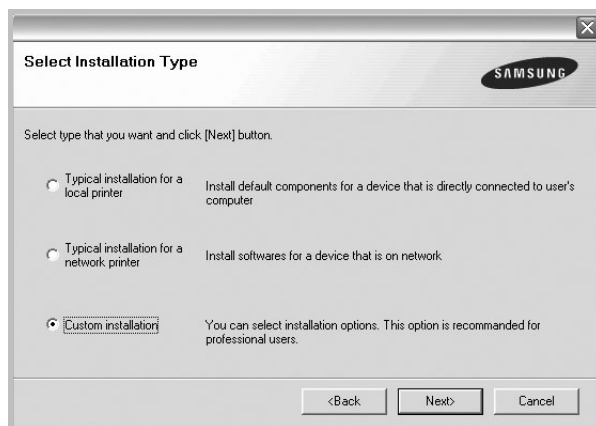 Select Installation Type
SAMSUNG
Select type that you want and click [Next] button.
Typical installation for a
local printer
Install default components for a device that is directly connected to user's
computer
Typical installation for a
network printer
Install softwares for a device that is on network
Custom installation
You can select installation options. This option is recommanded for
professional users.
<Back
Next>
Cancel